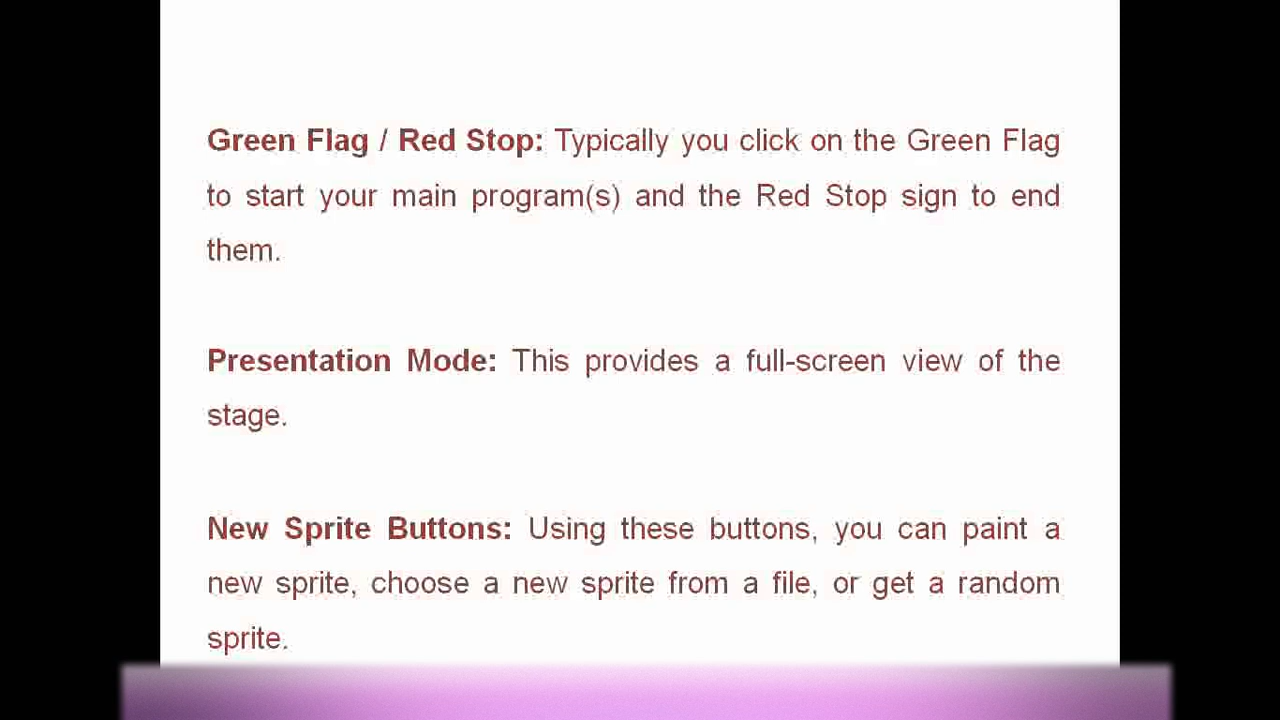 Green Flag / Red Stop: Typically you click on the Green Flag
to start your main program(s) and the Red Stop sign to end
them.
Presentation Mode: This provides a full-screen view of the
stage.
New Sprite Buttons: Using these buttons, you can paint a
new sprite, choose a new sprite from a file, or get a random
sprite.